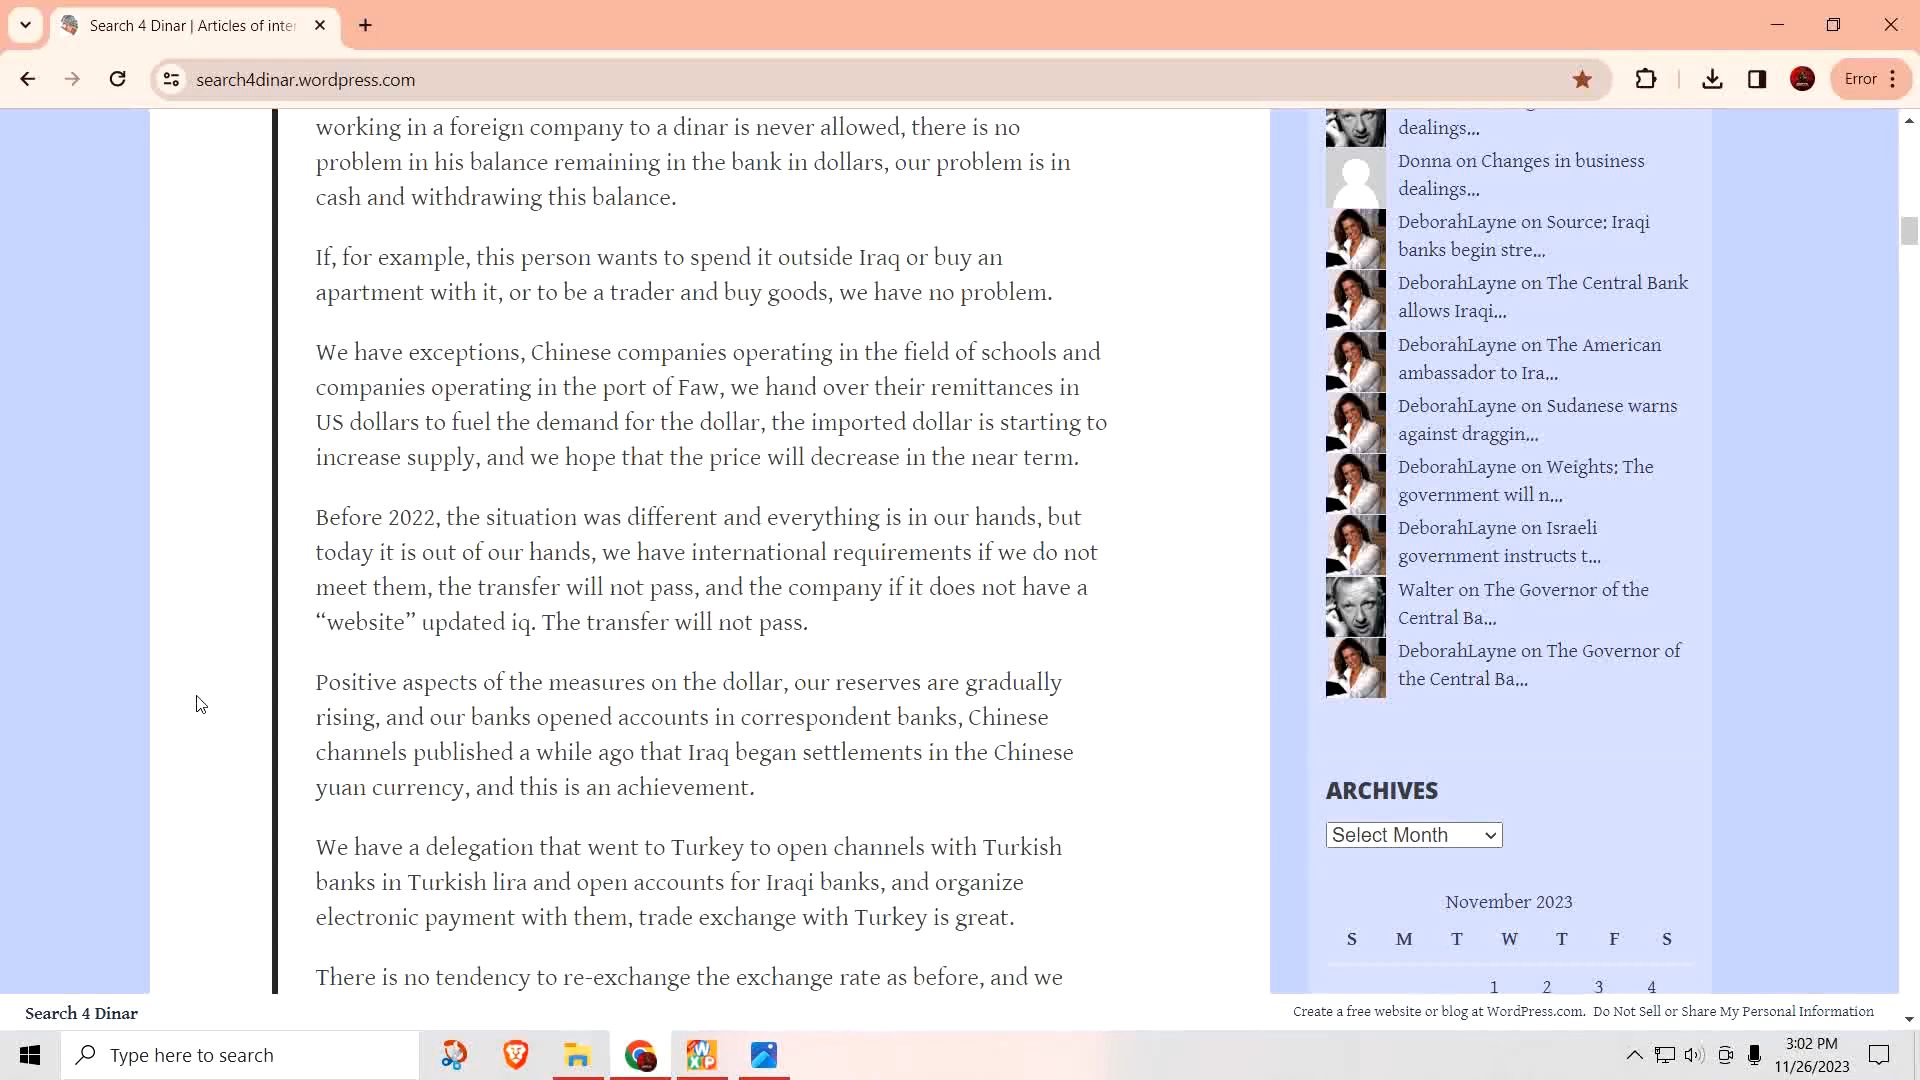 Search 4 Dinar | Articles of inter
search4dinar.wordpress.com
Error
working in a foreign company to a dinar is never allowed, there is no
problem in his balance remaining in the bank in dollars, our problem is in
cash and withdrawing this balance.
If, for example, this person wants to spend it outside Iraq or buy an
apartment with it, or to be a trader and buy goods, we have no problem.
We have exceptions, Chinese companies operating in the field of schools and
companies operating in the port of Faw, we hand over their remittances in
US dollars to fuel the demand for the dollar, the imported dollar is starting to
increase supply, and we hope that the price will decrease in the near term.
Before 2022, the situation was different and everything is in our hands, but
today it is out of our hands, we have international requirements if we do not
meet them, the transfer will not pass, and the company if it does not have a
“website” updated iq. The transfer will not pass.
Positive aspects of the measures on the dollar, our reserves are gradually
rising, and our banks opened accounts in correspondent banks, Chinese
channels published a while ago that Iraq began settlements in the Chinese
yuan currency, and this is an achievement.
We have a delegation that went to Turkey to open channels with Turkish
banks in Turkish lira and open accounts for Iraqi banks, and organize
electronic payment with them, trade exchange with Turkey is great.
There is no tendency to re-exchange the exchange rate as before, and we
dealings...
Donna on Changes in business
dealings...
DeborahLayne on Source: Iraqi
banks begin stre...
DeborahLayne on The Central Bank
allows Iraqi...
DeborahLayne on The American
ambassador to Ira...
DeborahLayne on Sudanese warns
against draggin...
DeborahLayne on Weights: The
government will n...
DeborahLayne on Israeli
government instructs t...
Walter on The Governor of the
Central Ba...
DeborahLayne on The Governor of
the Central Ba...
ARCHIVES
Select Month
November 2023
S M T W T F S
1 2 3 4
Search 4 Dinar
Create a free website or blog at WordPress.com. Do Not Sell or Share My Personal Information
Type here to search
3:02 PM
11/26/2023